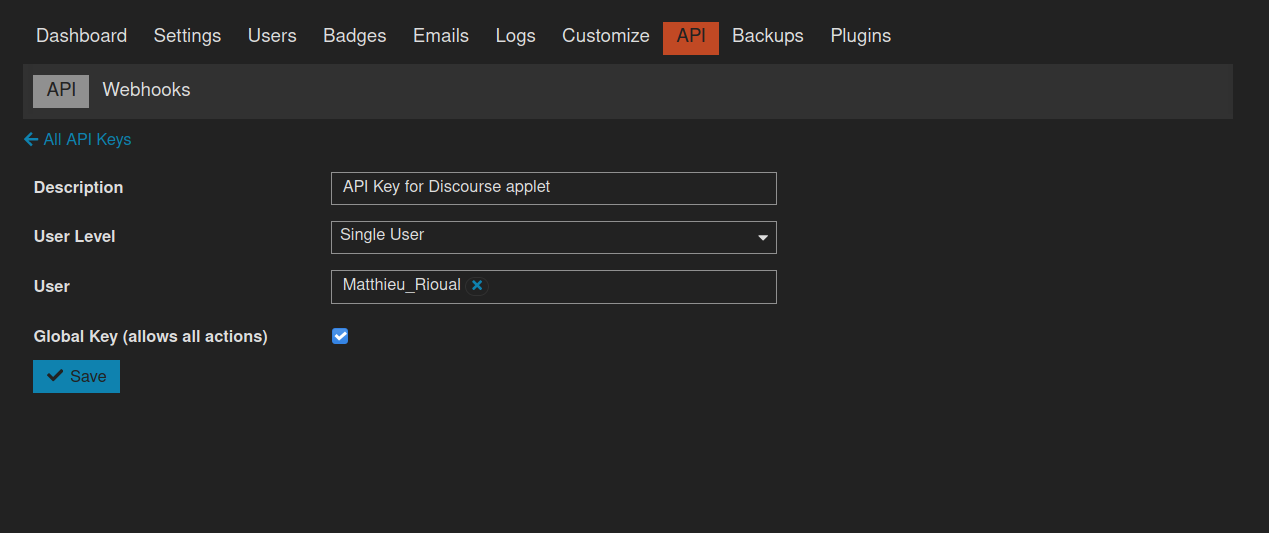 Dashboard Settings Users Badges Emails Logs Customize API Backups Plugins
API Webhooks
All API Keys
Description API Key for Discourse applet
User Level Single User
User Matthieu_Rioual
Global Key (allows all actions)
Save